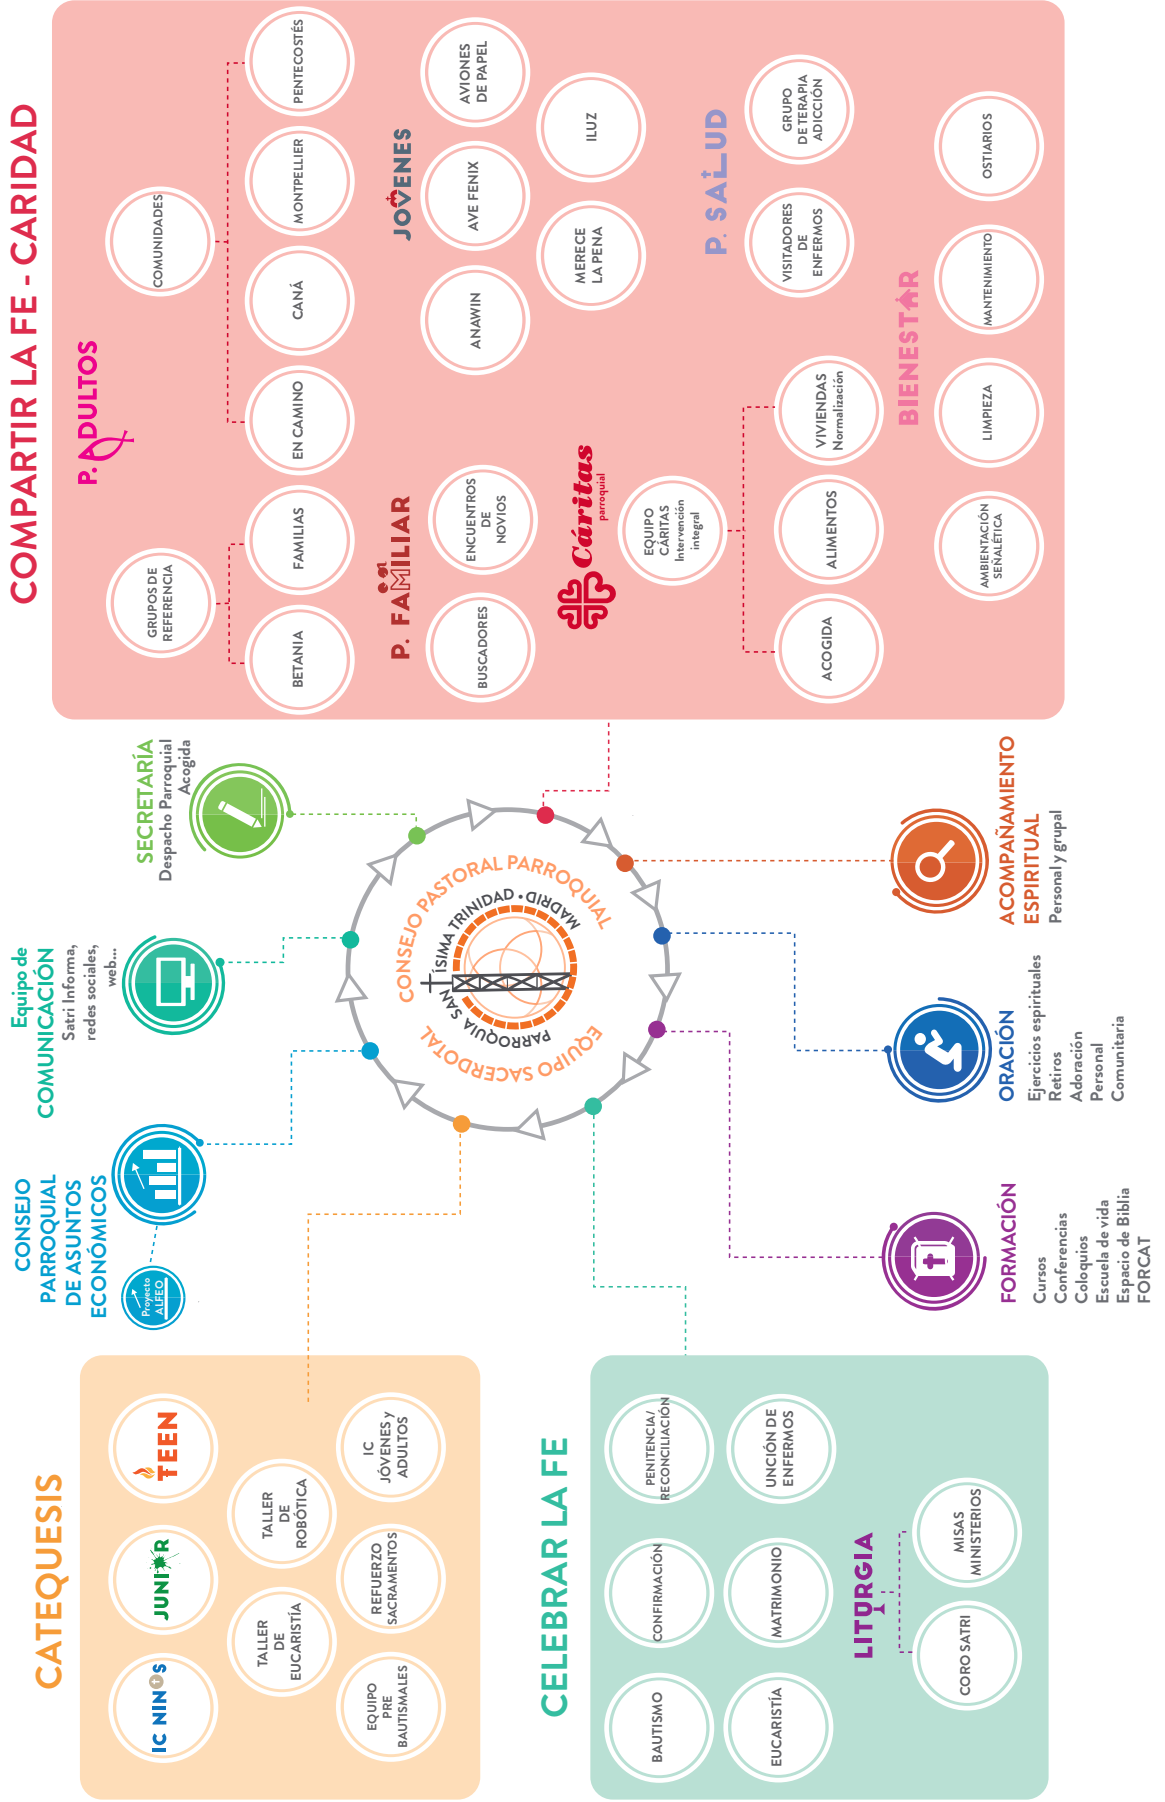 CATEQUESIS
IC NIÑOS
JUNIOR
TEEN
TALLER
DE
EUCARISTÍA
TALLER
DE
ROBÓTICA
EQUIPO
PRE
BAUTISMALES
REFUERZO
SACRAMENTOS
IC
JÓVENES y
ADULTOS
CELEBRAR LA FE
BAUTISMO
CONFIRMACIÓN
PENITENCIA/
RECONCILIACIÓN
EUCARISTÍA
MATRIMONIO
UNCIÓN DE
ENFERMOS
LITURGIA
CORO SATRI
MISAS
MINISTERIOS
CONSEJO
PARROQUIAL
DE ASUNTOS
ECONÓMICOS
Proyecto
ALFEO
Equipo de
COMUNICACIÓN
Satri Informa,
redes sociales,
web...
SECRETARÍA
Despacho Parroquial
Acogida
CONSEJO PASTORAL PARROQUIAL
EQUIPO SACERDOTAL
PARROQUIA SANTÍSIMA TRINIDAD • MADRID
FORMACIÓN
Cursos
Conferencias
Coloquios
Escuela de vida
Espacio de Biblia
FORCAT
ORACIÓN
Ejercicios espirituales
Retiros
Adoración
Personal
Comunitaria
ACOMPAÑAMIENTO
ESPIRITUAL
Personal y grupal
COMPARTIR LA FE - CARIDAD
P. ADULTOS
GRUPOS DE
REFERENCIA
COMUNIDADES
BETANIA
FAMILIAS
EN CAMINO
CANÁ
MONTPELLIER
PENTECOSTÉS
P. FAMILIAR
BUSCADORES
ENCUENTROS
DE
NOVIOS
JOVENES
ANAWIN
AVE FENIX
AVIONES
DE PAPEL
MERECE
LA PENA
ILUZ
Cáritas
parroquial
EQUIPO
CÁRITAS
Intervención
integral
ACOGIDA
ALIMENTOS
VIVIENDAS
Normalización
P. SALUD
VISITADORES
DE
ENFERMOS
GRUPO
DE TERAPIA
ADICCIÓN
BIENESTAR
AMBIENTACIÓN
SEÑALÉTICA
LIMPIEZA
MANTENIMIENTO
OSTIARIOS